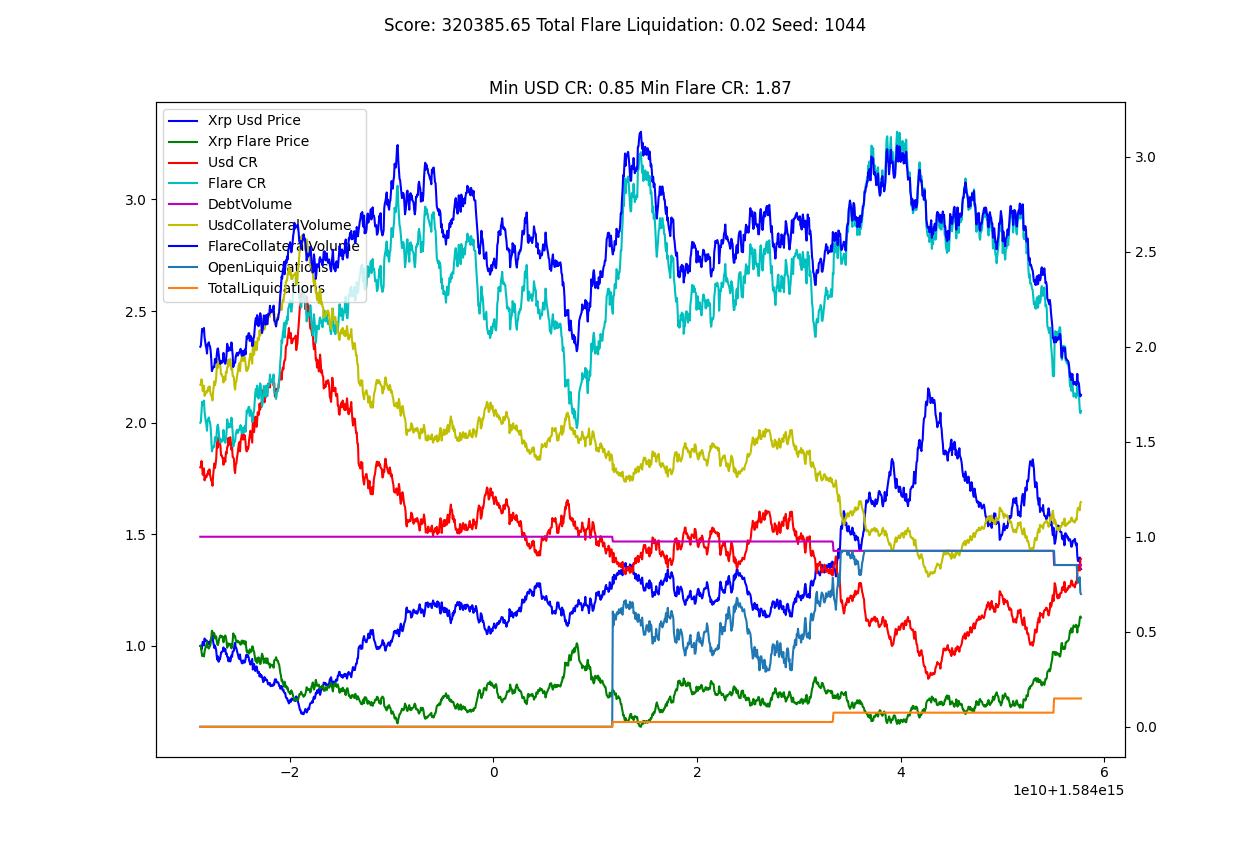 Score: 320385.65 Total Flare Liquidation: 0.02 Seed: 1044
Min USD CR: 0.85 Min Flare CR: 1.87
Xrp Usd Price
Xrp Flare Price
Usd CR
Flare CR
DebtVolume
UsdCollateralVolume
FlareCollateralVolume
OpenLiquidations
TotalLiquidations
3.0
2.5
2.0
1.5
1.0
3.0
2.5
2.0
1.5
1.0
0.5
0.0
−2 0 2 4 6
1e10+1.584e15